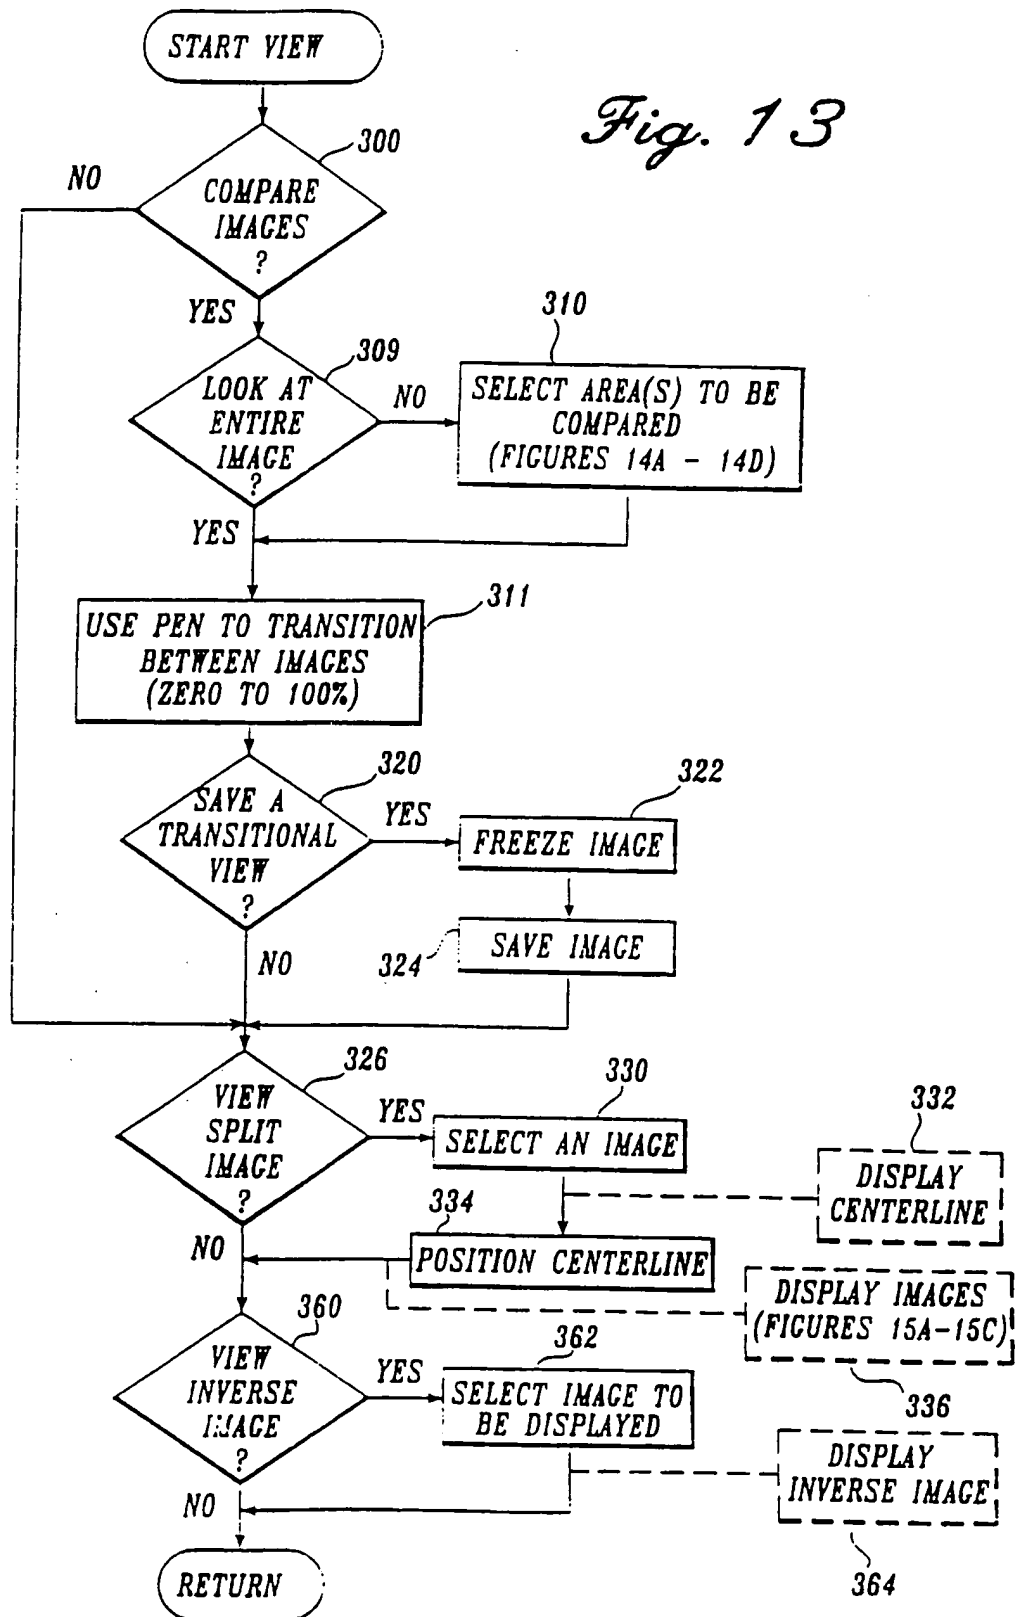 START VIEW
Fig. 13
300
NO
COMPARE
IMAGES
?
YES
310
309
LOOK AT
ENTIRE
IMAGE
?
NO
SELECT AREA(S) TO BE
COMPARED
(FIGURES 14A - 14D)
YES
311
USE PEN TO TRANSITION
BETWEEN IMAGES
(ZERO TO 100%)
320
322
SAVE A
TRANSITIONAL
VIEW
?
YES
FREEZE IMAGE
324
SAVE IMAGE
NO
326
330
VIEW
SPLIT
IMAGE
?
YES
SELECT AN IMAGE
332
DISPLAY
CENTERLINE
334
NO
POSITION CENTERLINE
DISPLAY IMAGES
(FIGURES 15A-15C)
336
360
362
VIEW
INVERSE
IMAGE
?
YES
SELECT IMAGE TO
BE DISPLAYED
DISPLAY
INVERSE IMAGE
364
NO
RETURN